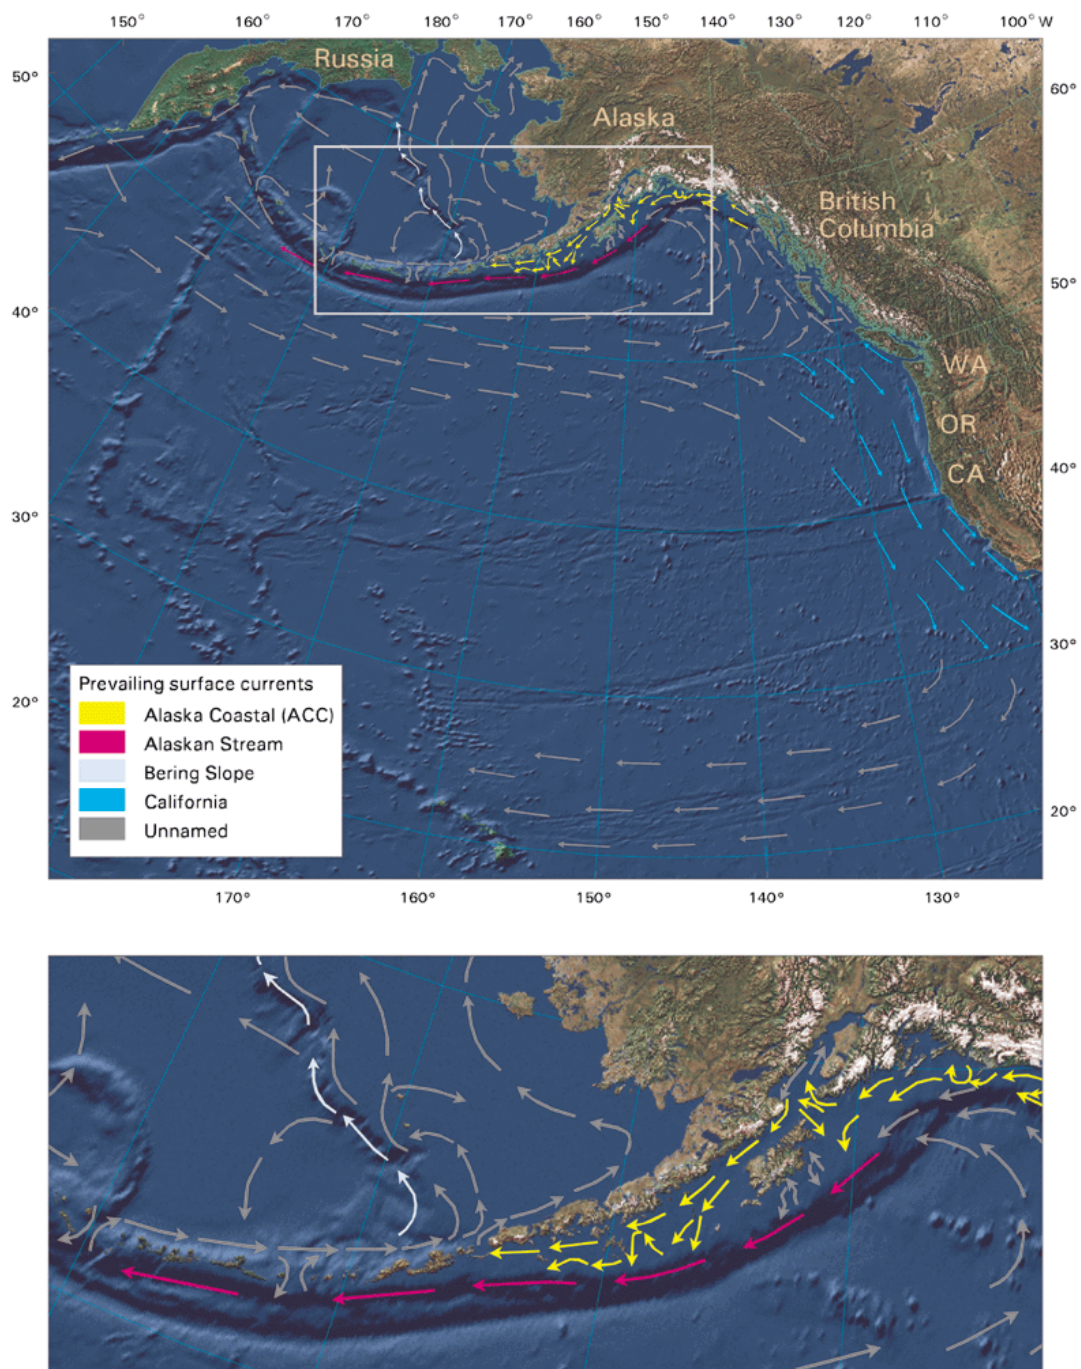 150° 160° 170° 180° 170° 160° 150° 140° 130° 120° 110° 100° W
50°
60°
Russia
Alaska
British
Columbia
50°
40°
WA
OR
CA
40°
30°
30°
20°
20°
Prevailing surface currents
Alaska Coastal (ACC)
Alaskan Stream
Bering Slope
California
Unnamed
170° 160° 150° 140° 130°